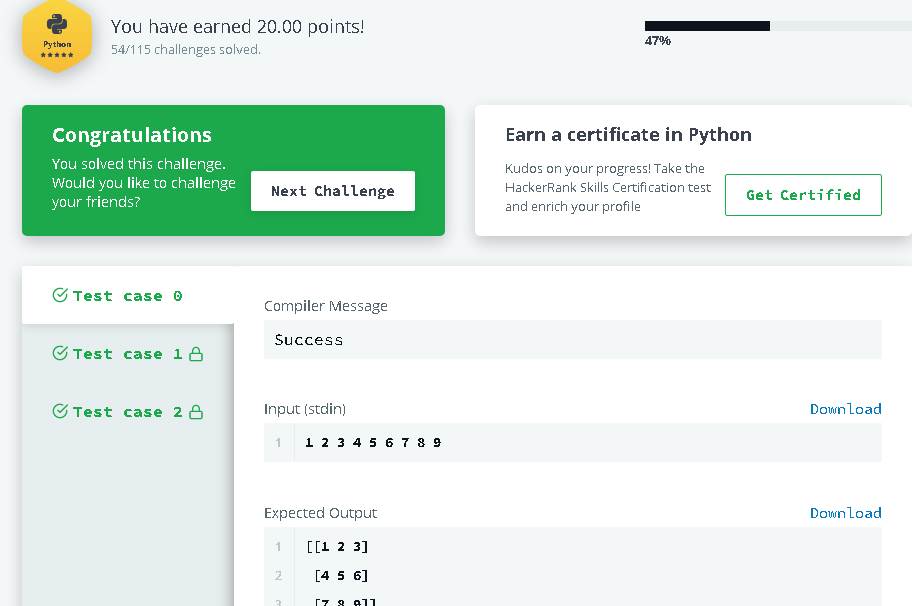 You have earned 20.00 points!
54/115 challenges solved.
47%
Python
Congratulations
You solved this challenge.
Would you like to challenge
your friends?
Next Challenge
Earn a certificate in Python
Kudos on your progress! Take the
HackerRank Skills Certification test
and enrich your profile
Get Certified
Test case 0
Test case 1
Test case 2
Compiler Message
Success
Input (stdin)
Download
1 1 2 3 4 5 6 7 8 9
Expected Output
Download
1 [[1 2 3]
2 [4 5 6]
3 [7 8 9]]